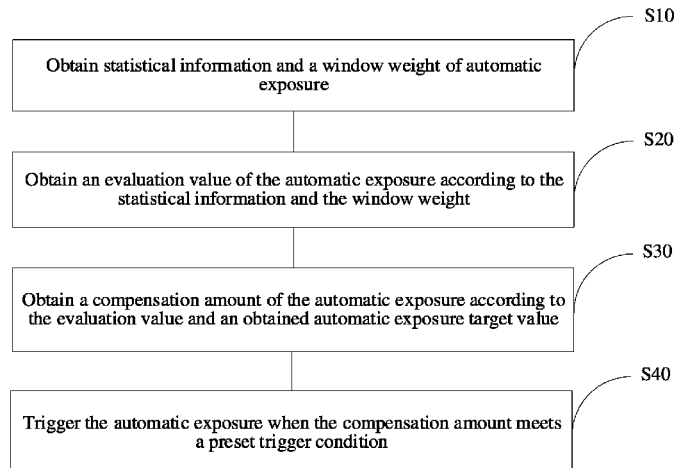 S10
Obtain statistical information and a window weight of automatic
exposure
S20
Obtain an evaluation value of the automatic exposure according to the
statistical information and the window weight
S30
Obtain a compensation amount of the automatic exposure according to
the evaluation value and an obtained automatic exposure target value
S40
Trigger the automatic exposure when the compensation amount meets
a preset trigger condition